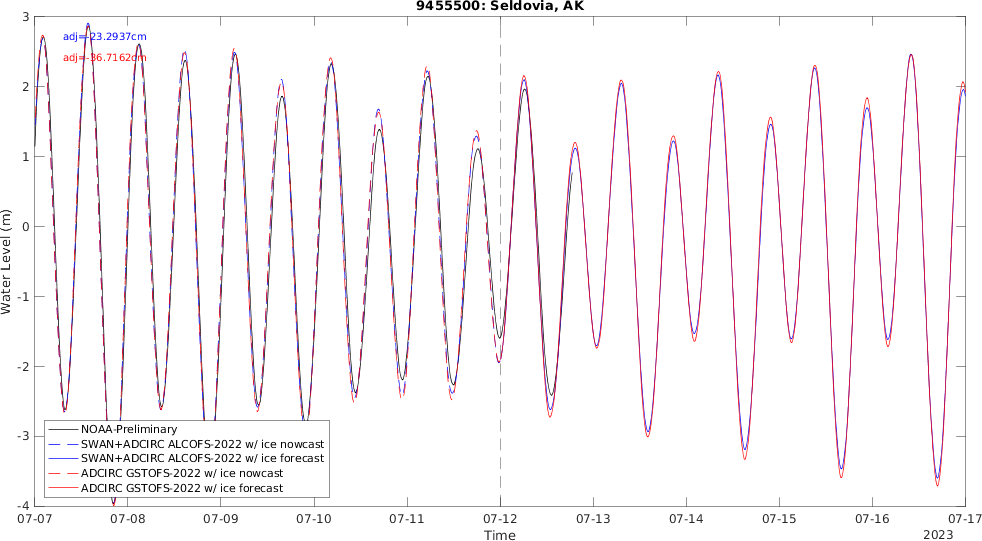 9455500: Seldovia, AK
adj=-23.2937cm
adj=-36.7162cm
Water Level (m)
3
2
1
0
-1
-2
-3
-4
NOAA-Preliminary
SWAN+ADCIRC ALCOFS-2022 w/ ice nowcast
SWAN+ADCIRC ALCOFS-2022 w/ ice forecast
ADCIRC GSTOFS-2022 w/ ice nowcast
ADCIRC GSTOFS-2022 w/ ice forecast
07-07 07-08 07-09 07-10 07-11 07-12 07-13 07-14 07-15 07-16 07-17
Time
2023